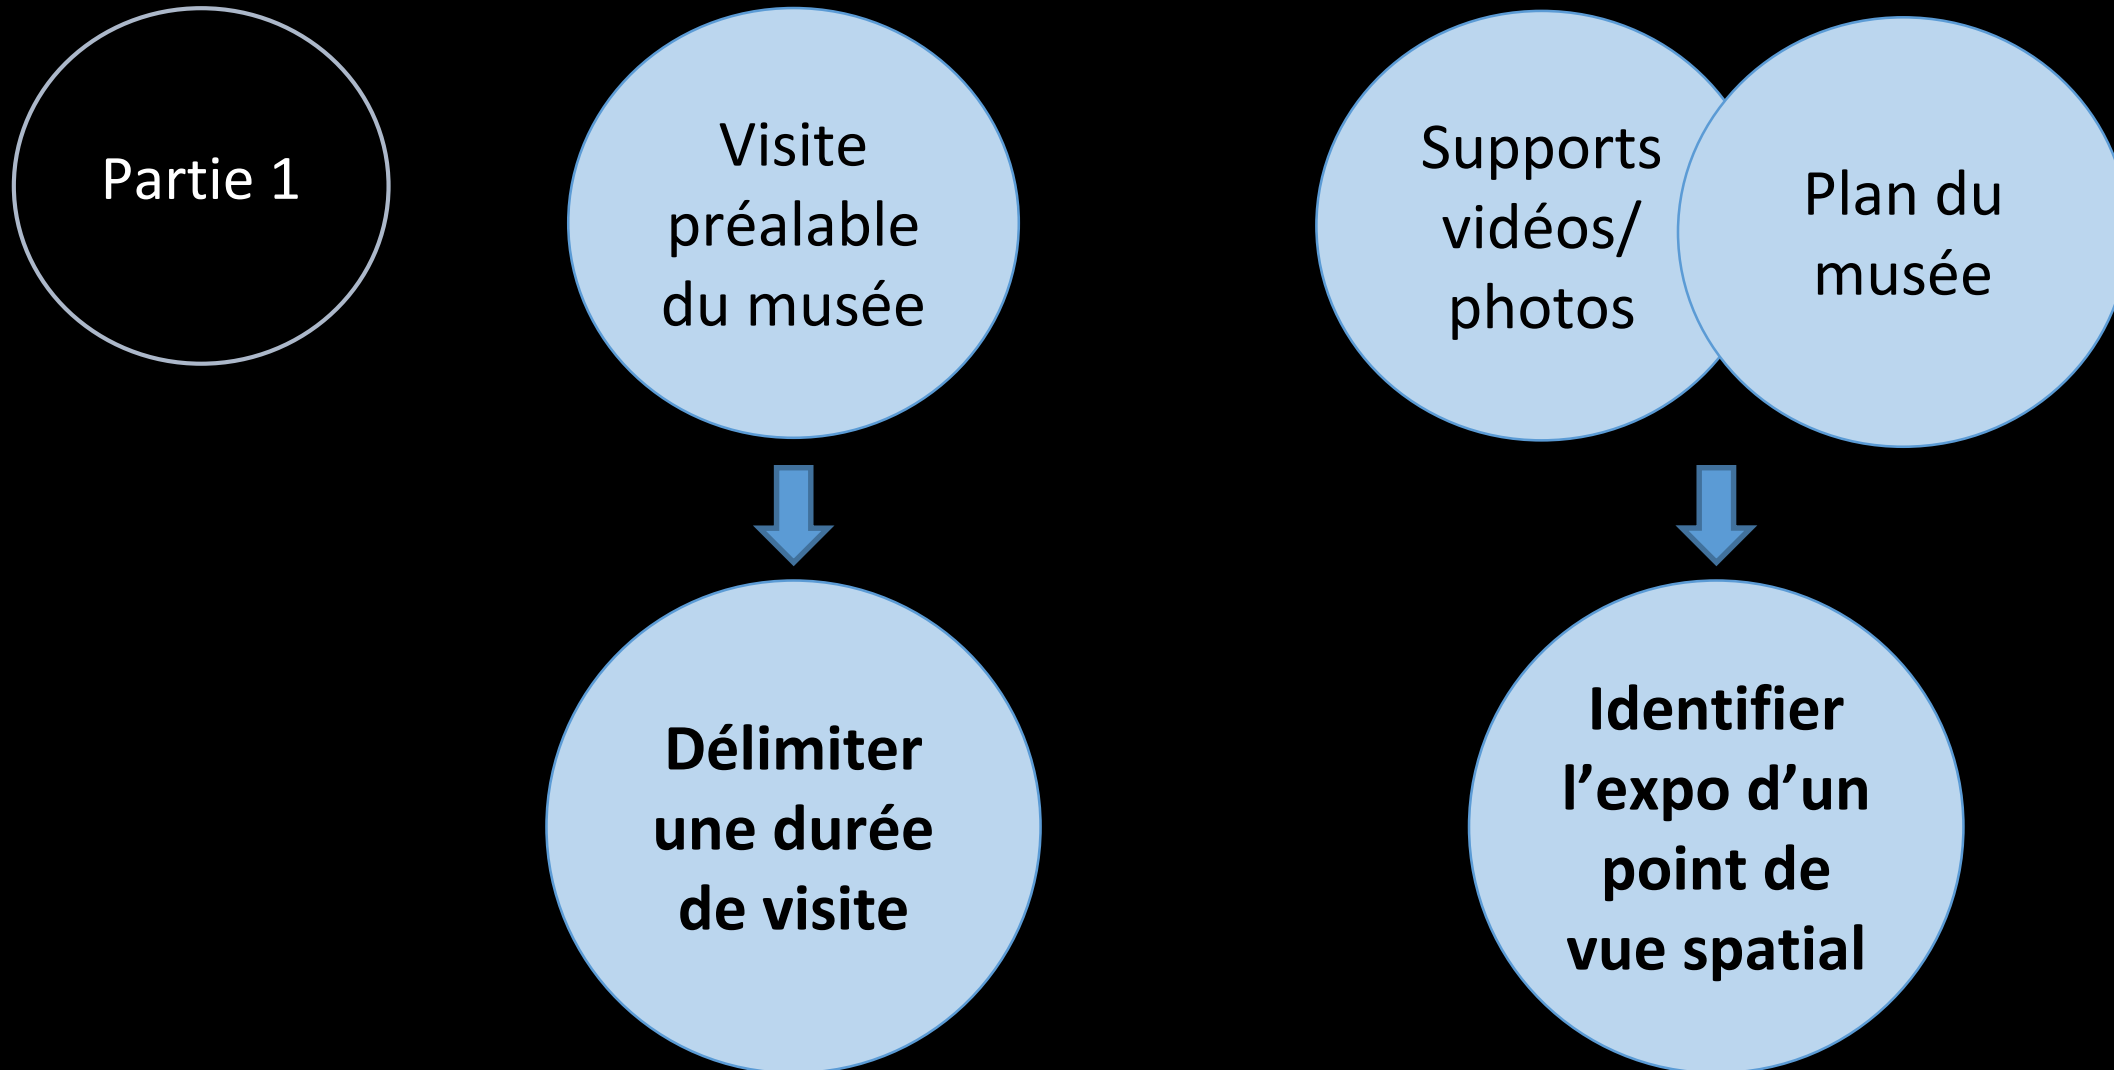 Partie 1
Visite
préalable
du musée
Supports
vidéos/
photos
Plan du
musée
Délimiter
une durée
de visite
Identifier
l’expo d’un
point de
vue spatial